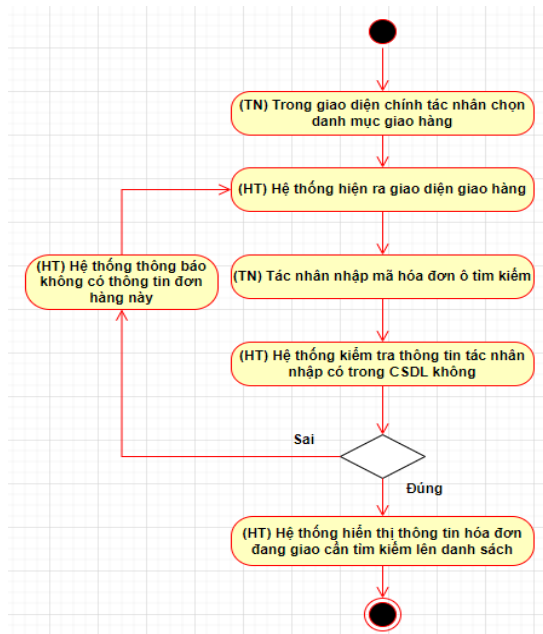 (TN) Trong giao diện chính tác nhân chọn
danh mục giao hàng
(HT) Hệ thống hiện ra giao diện giao hàng
(HT) Hệ thống thông báo
không có thông tin đơn
hàng này
(TN) Tác nhân nhập mã hóa đơn ô tìm kiếm
(HT) Hệ thống kiểm tra thông tin tác nhân
nhập có trong CSDL không
Sai
Đúng
(HT) Hệ thống hiển thị thông tin hóa đơn
đang giao cần tìm kiếm lên danh sách